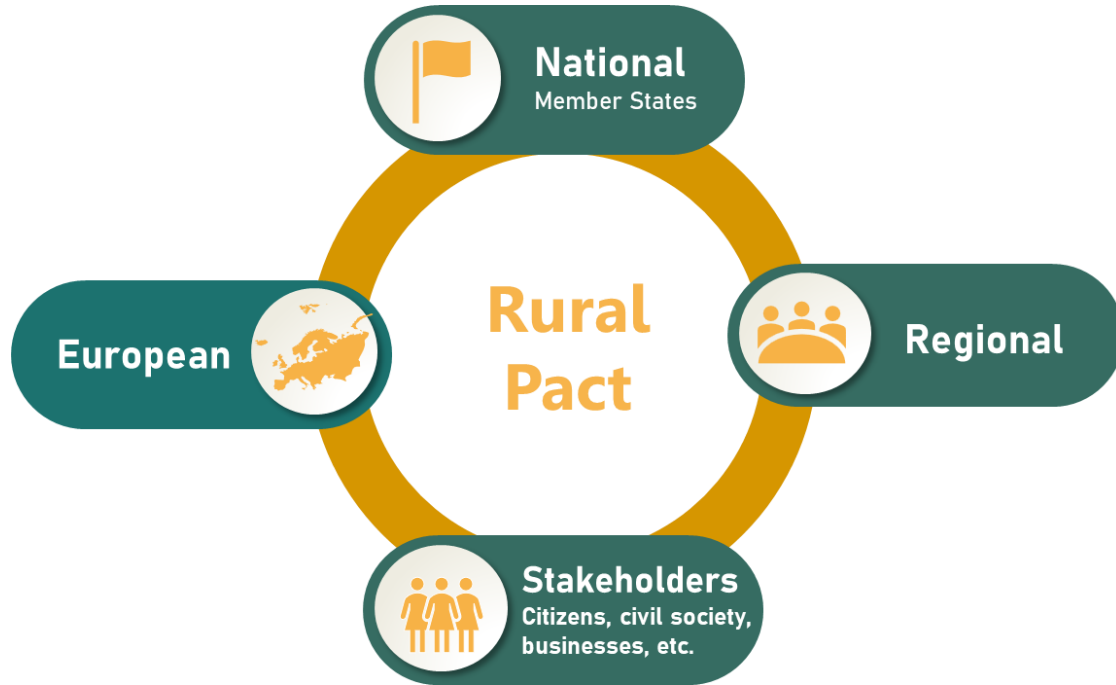 National
Member States
European
Rural
Pact
Regional
Stakeholders
Citizens, civil society,
businesses, etc.